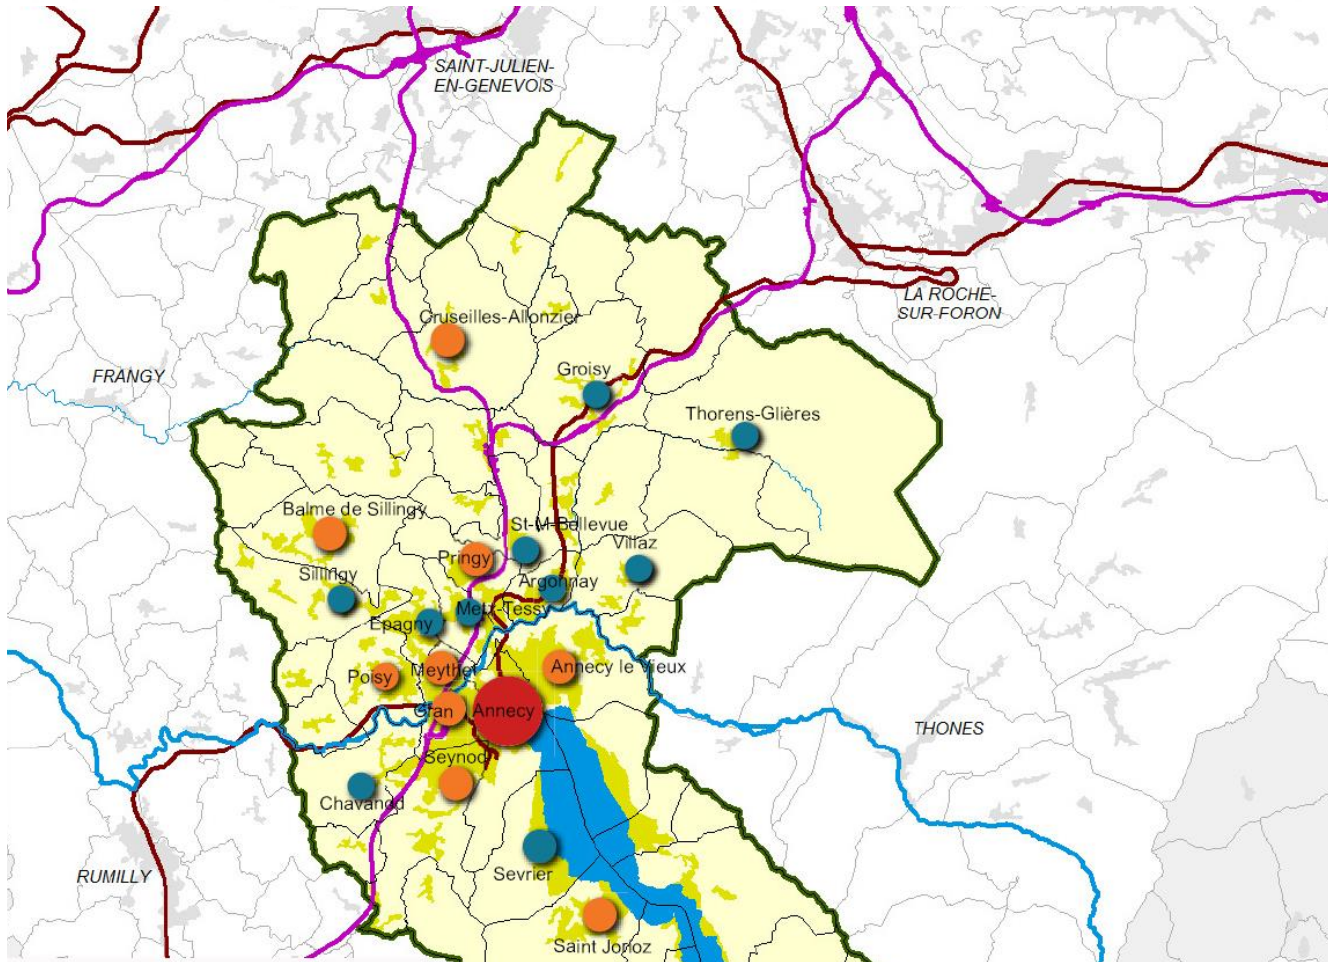 SAINT-JULIEN-
EN-GENEVOIS
LA ROCHE-
SUR-FORON
Cruseilles-Allonzier
FRANGY
Groisy
Thorens-Glières
Balme de Sillingy
St-M-Bellevue
Pringy
Villaz
Sillingy
Argonnay
Metz-Tessy
Epagny
Poisy
Meythet
Annecy le Vieux
Cran
Annecy
THONES
Seynod
Chavanod
RUMILLY
Sevrier
Saint Jorioz